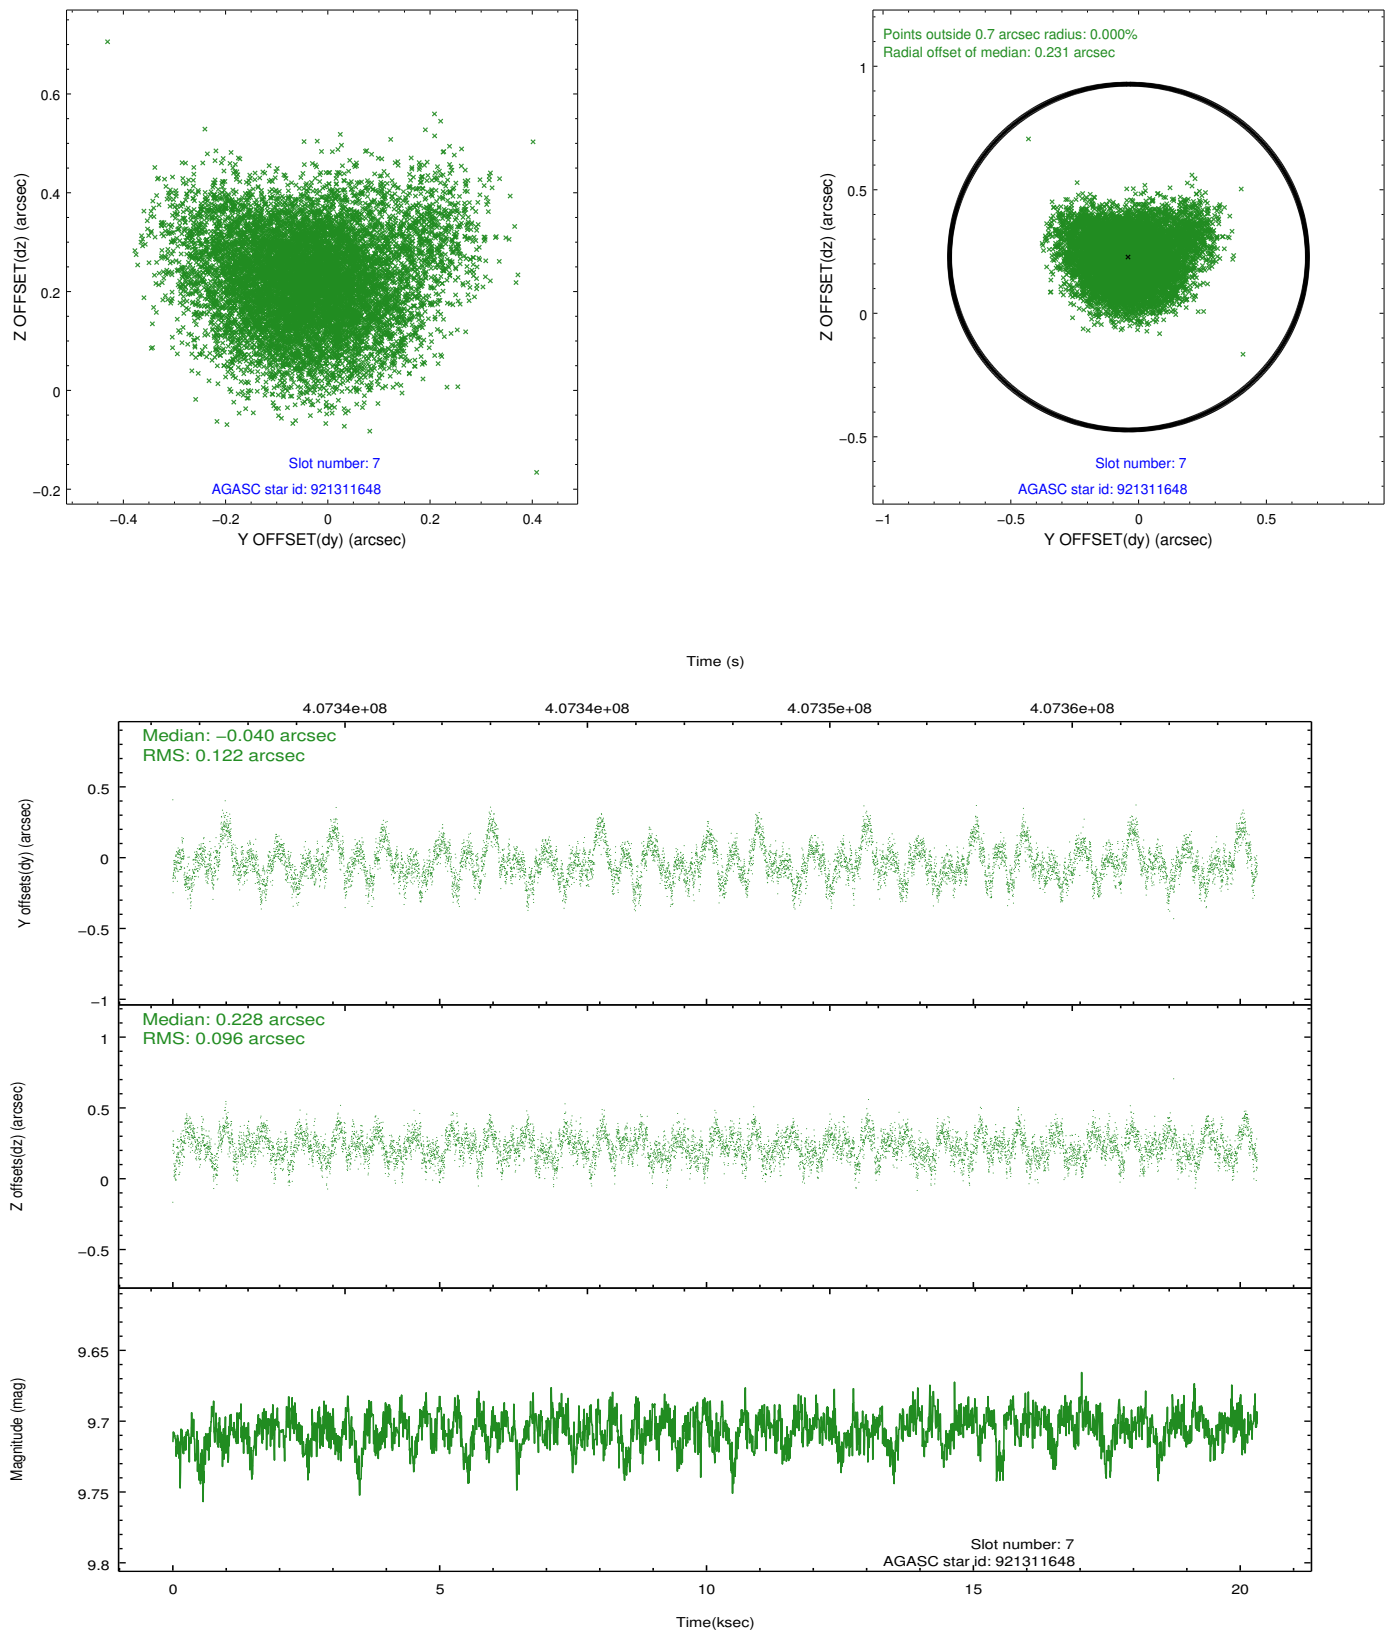 0.6
0.4
0.2
0
−0.2
−0.4
−0.2
0
0.2
0.4
Z OFFSET(dz) (arcsec)
Y OFFSET(dy) (arcsec)
Slot number: 7
AGASC star id: 921311648
Points outside 0.7 arcsec radius: 0.000%
Radial offset of median: 0.231 arcsec
1
0.5
0
−0.5
−1
−0.5
0
0.5
Z OFFSET(dz) (arcsec)
Y OFFSET(dy) (arcsec)
Slot number: 7
AGASC star id: 921311648
Time (s)
4.0734e+08
4.0734e+08
4.0735e+08
4.0736e+08
Median: −0.040 arcsec
RMS: 0.122 arcsec
0.5
0
−0.5
−1
Y offsets(dy) (arcsec)
Median: 0.228 arcsec
RMS: 0.096 arcsec
1
0.5
0
−0.5
Z offsets(dz) (arcsec)
9.65
9.7
9.75
9.8
Magnitude (mag)
Slot number: 7
AGASC star id: 921311648
0
5
10
15
20
Time(ksec)